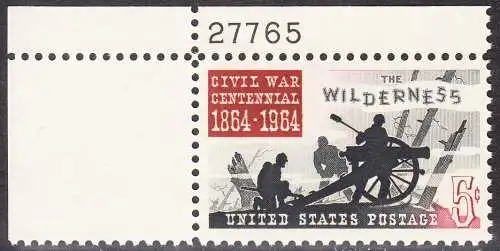 27765
CIVIL WAR
CENTENNIAL
1864-1964
THE
WILDERNESS
5¢
UNITED STATES POSTAGE